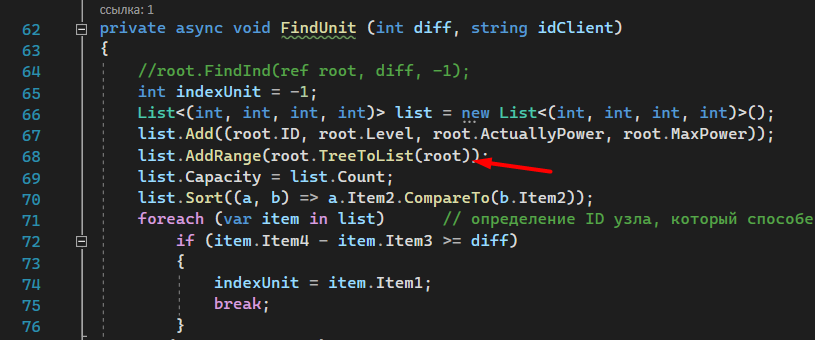 ссылка: 1
62 private async void FindUnit (int diff, string idClient)
63 {
64 //root.FindInd(ref root, diff, -1);
65 int indexUnit = -1;
66 List<(int, int, int, int)> list = new List<(int, int, int, int)>();
67 list.Add((root.ID, root.Level, root.ActuallyPower, root.MaxPower));
68 list.AddRange(root.TreeToList(root));
69 list.Capacity = list.Count;
70 list.Sort((a, b) => a.Item2.CompareTo(b.Item2));
71 foreach (var item in list) // определение ID узла, который способе
72 if (item.Item4 - item.Item3 >= diff)
73 {
74 indexUnit = item.Item1;
75 break;
76 }